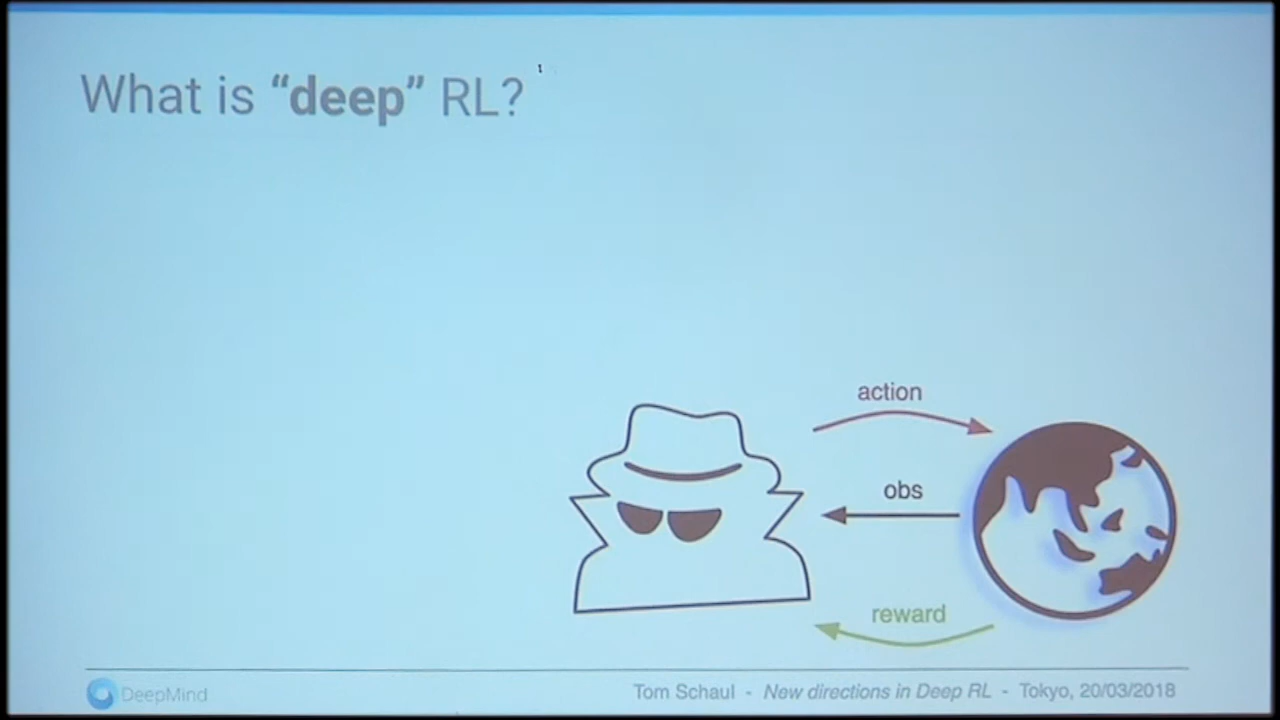 What is “deep” RL?
action
obs
reward
DeepMind
Tom Schaul - New directions in Deep RL - Tokyo, 20/03/2018